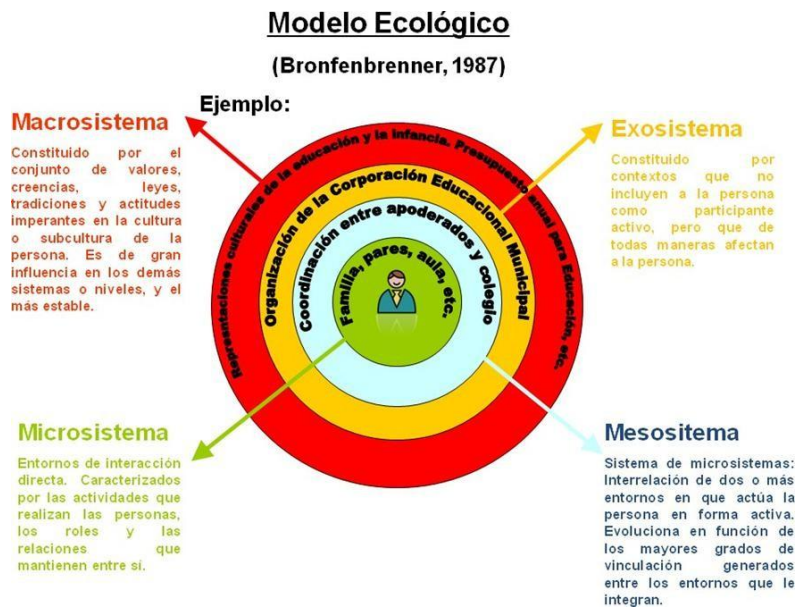 Modelo Ecológico
(Bronfenbrenner, 1987)
Ejemplo:
Macrosistema
Constituido por el
conjunto de valores,
creencias, leyes,
tradiciones y actitudes
imperantes en la cultura
o subcultura de la
persona. Es de gran
influencia en los demás
sistemas o niveles, y el
más estable.
Exosistema
Constituido por
contextos que no
incluyen a la persona
como participante
activo, pero que de
todas maneras afectan
a la persona.
Representaciones culturales de la educación y la infancia. Presupuesto anual para Educación, etc.
Organización de la Corporación Educacional Municipal
Coordinación entre apoderados y colegio
Familia, pares, aula, etc.
Microsistema
Entornos de interacción
directa. Caracterizados
por las actividades que
realizan las personas,
los roles y las
relaciones que
mantienen entre sí.
Mesositema
Sistema de microsistemas:
Interrelación de dos o más
entornos en que actúa la
persona en forma activa.
Evoluciona en función de
los mayores grados de
vinculación generados
entre los entornos que le
integran.